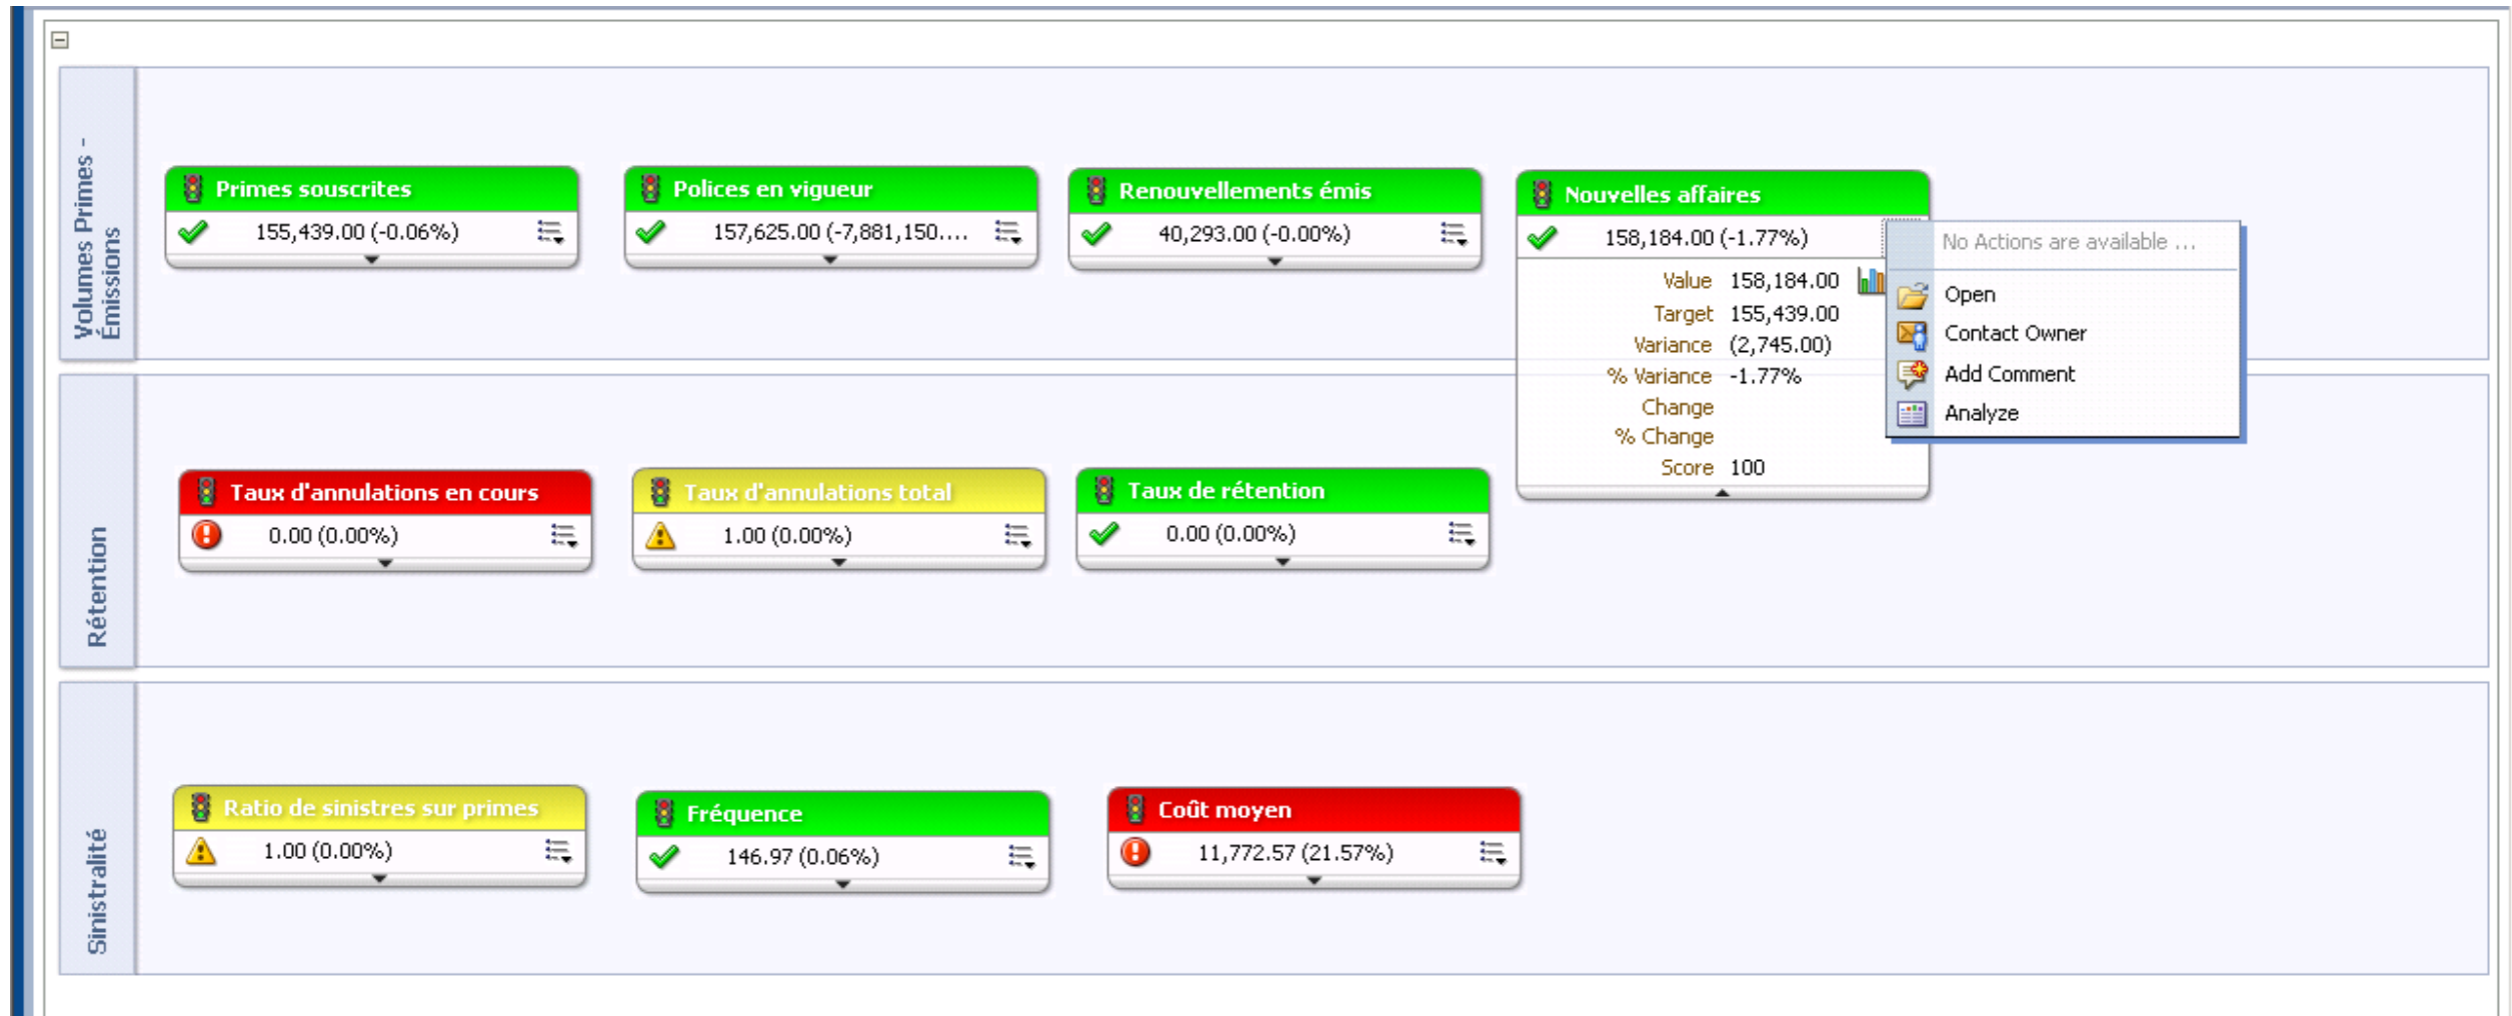 Volumes Primes -
Émissions
Primes souscrites
155,439.00 (-0.06%)
Polices en vigueur
157,625.00 (-7,881,150....
Renouvellements émis
40,293.00 (-0.00%)
Nouvelles affaires
158,184.00 (-1.77%)
Value 158,184.00
Target 155,439.00
Variance (2,745.00)
% Variance -1.77%
Change
% Change
Score 100
No Actions are available ...
Open
Contact Owner
Add Comment
Analyze
Rétention
Taux d'annulations en cours
0.00 (0.00%)
Taux d'annulations total
1.00 (0.00%)
Taux de rétention
0.00 (0.00%)
Sinistralité
Ratio de sinistres sur primes
1.00 (0.00%)
Fréquence
146.97 (0.06%)
Coût moyen
11,772.57 (21.57%)